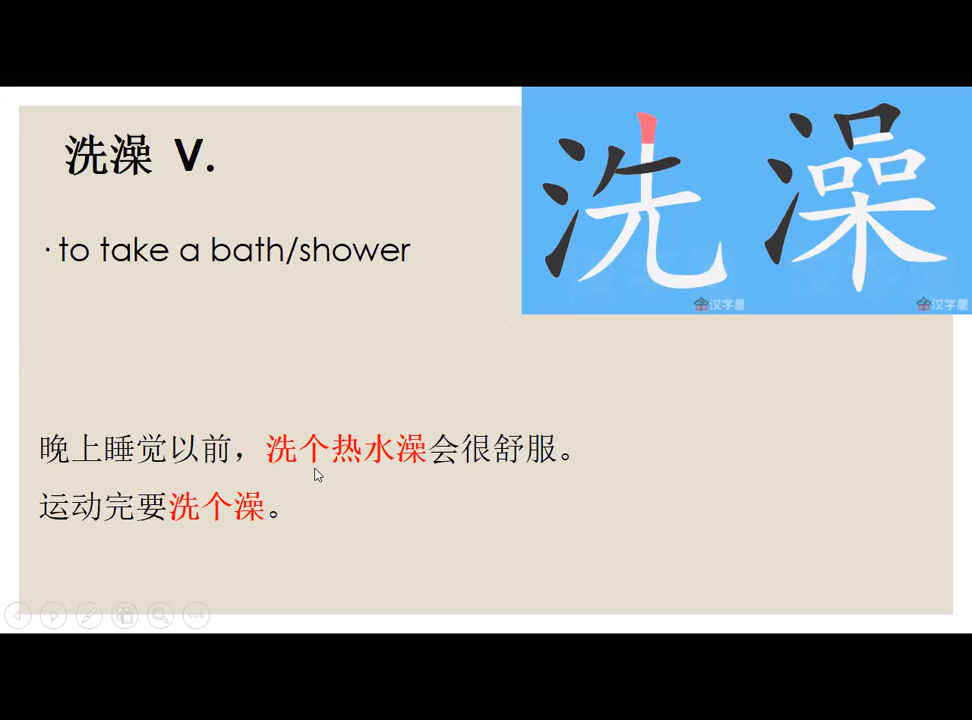 洗澡 V.
· to take a bath/shower
洗 澡
汉字屋 汉字屋
晚上睡觉以前，洗个热水澡会很舒服。
运动完要洗个澡。